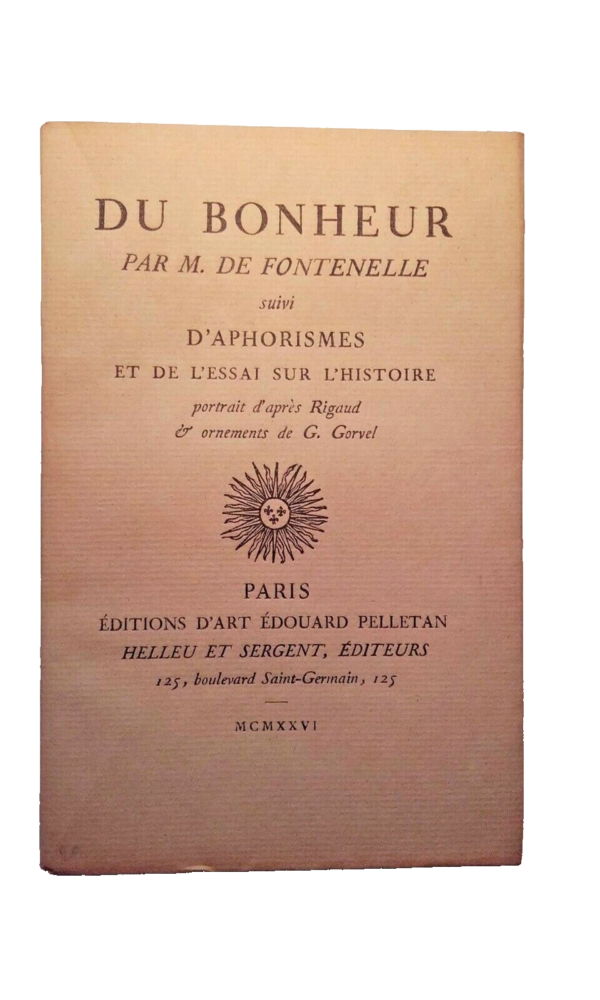 DU BONHEUR
PAR M. DE FONTENELLE
suivi
D'APHORISMES
ET DE L'ESSAI SUR L'HISTOIRE
portrait d'après Rigaud
& ornements de G. Gorvel
PARIS
ÉDITIONS D'ART ÉDOUARD PELLETAN
HELLEU ET SERGENT, ÉDITEURS
125, boulevard Saint-Germain, 125
MCMXXVI